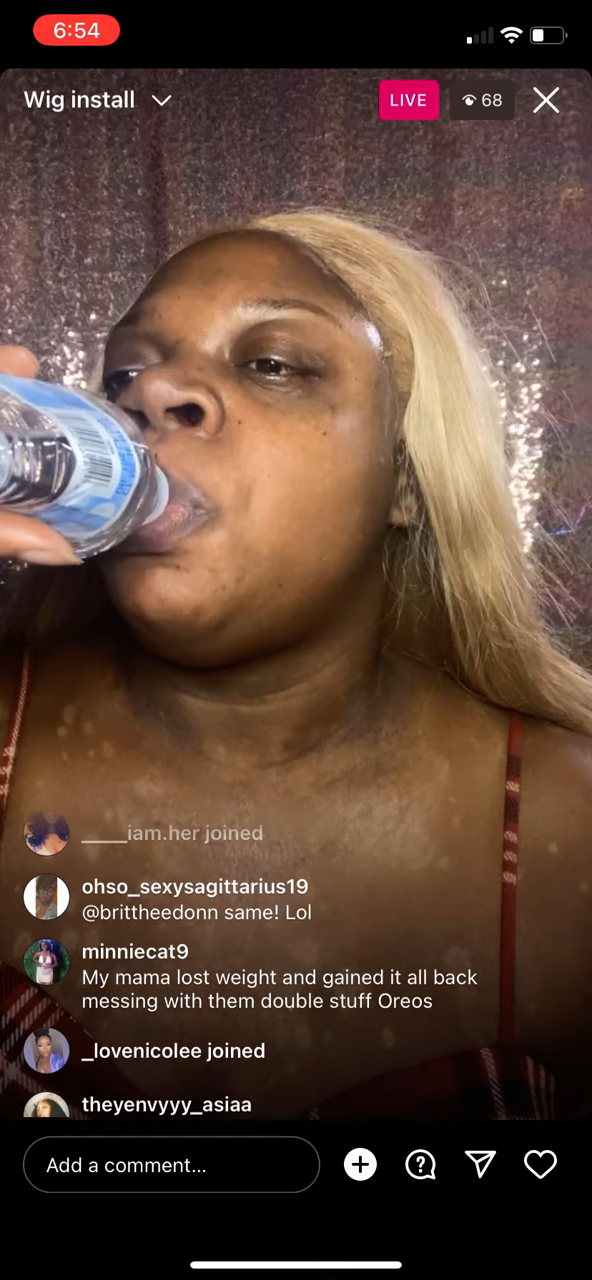 6:54
Wig install
LIVE
68
____iam.her joined
ohso_sexysagittarius19
@brittheedonn same! Lol
minniecat9
My mama lost weight and gained it all back
messing with them double stuff Oreos
_lovenicolee joined
theyenvyyy_asiaa
Add a comment...